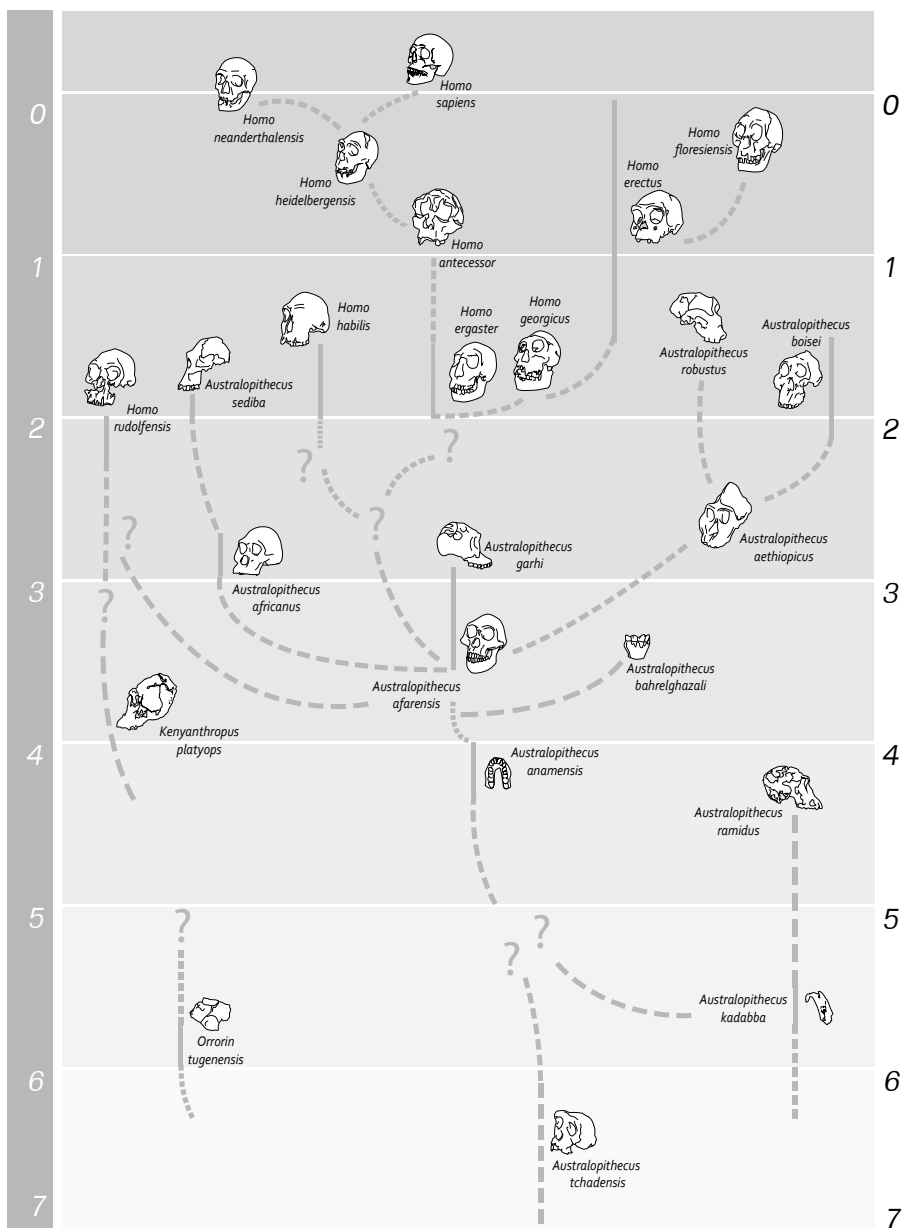 Homo
sapiens
0
0
Homo
neanderthalensis
Homo
floresiensis
Homo
erectus
Homo
heidelbergensis
Homo
antecessor
1
1
Homo
habilis
Homo
georgicus
Homo
ergaster
Australopithecus
boisei
Australopithecus
robustus
Australopithecus
sediba
Homo
rudolfensis
2
2
?
?
?
?
Australopithecus
garhi
Australopithecus
aethiopicus
3
3
Australopithecus
africanus
?
Australopithecus
bahrelghazali
Australopithecus
afarensis
Kenyanthropus
platyops
4
4
Australopithecus
anamensis
Australopithecus
ramidus
5
5
?
?
?
Australopithecus
kadabba
Orrorin
tugenensis
6
6
Australopithecus
tchadensis
7
7